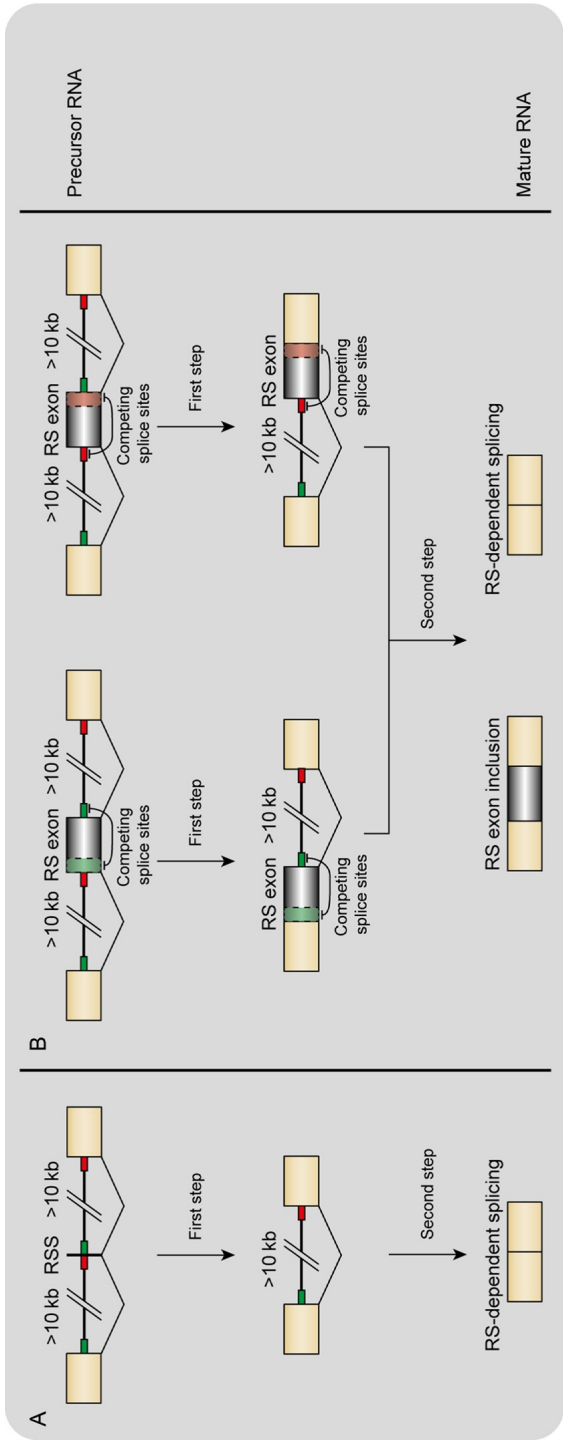 A
>10 kb RSS >10 kb
First step
>10 kb
Second step
RS-dependent splicing
B
>10 kb RS exon >10 kb
Competing
splice sites
First step
RS exon >10 kb
Competing
splice sites
>10 kb RS exon >10 kb
Competing
splice sites
First step
>10 kb RS exon
Competing
splice sites
Second step
RS exon inclusion
RS-dependent splicing
Precursor RNA
Mature RNA